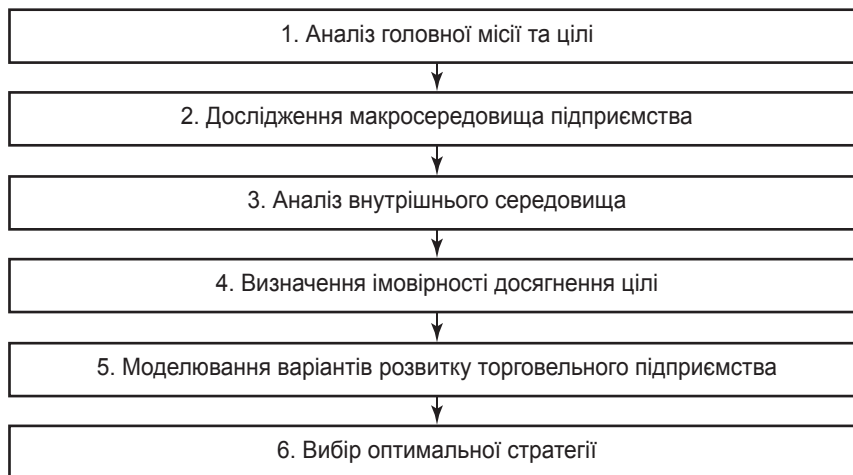 1. Аналіз головної місії та цілі
2. Дослідження макросередовища підприємства
3. Аналіз внутрішнього середовища
4. Визначення імовірності досягнення цілі
5. Моделювання варіантів розвитку торговельного підприємства
6. Вибір оптимальної стратегії